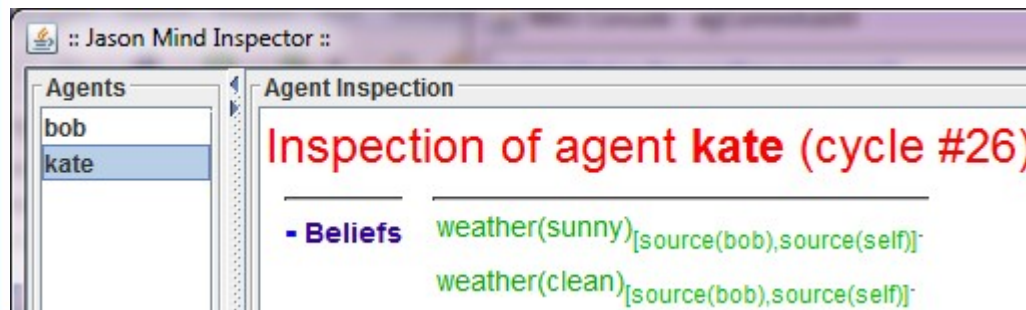 :: Jason Mind Inspector ::
Agents
bob
kate
Agent Inspection
Inspection of agent kate (cycle #26)
- Beliefs
weather(sunny)[source(bob),source(self)].
weather(clean)[source(bob),source(self)].